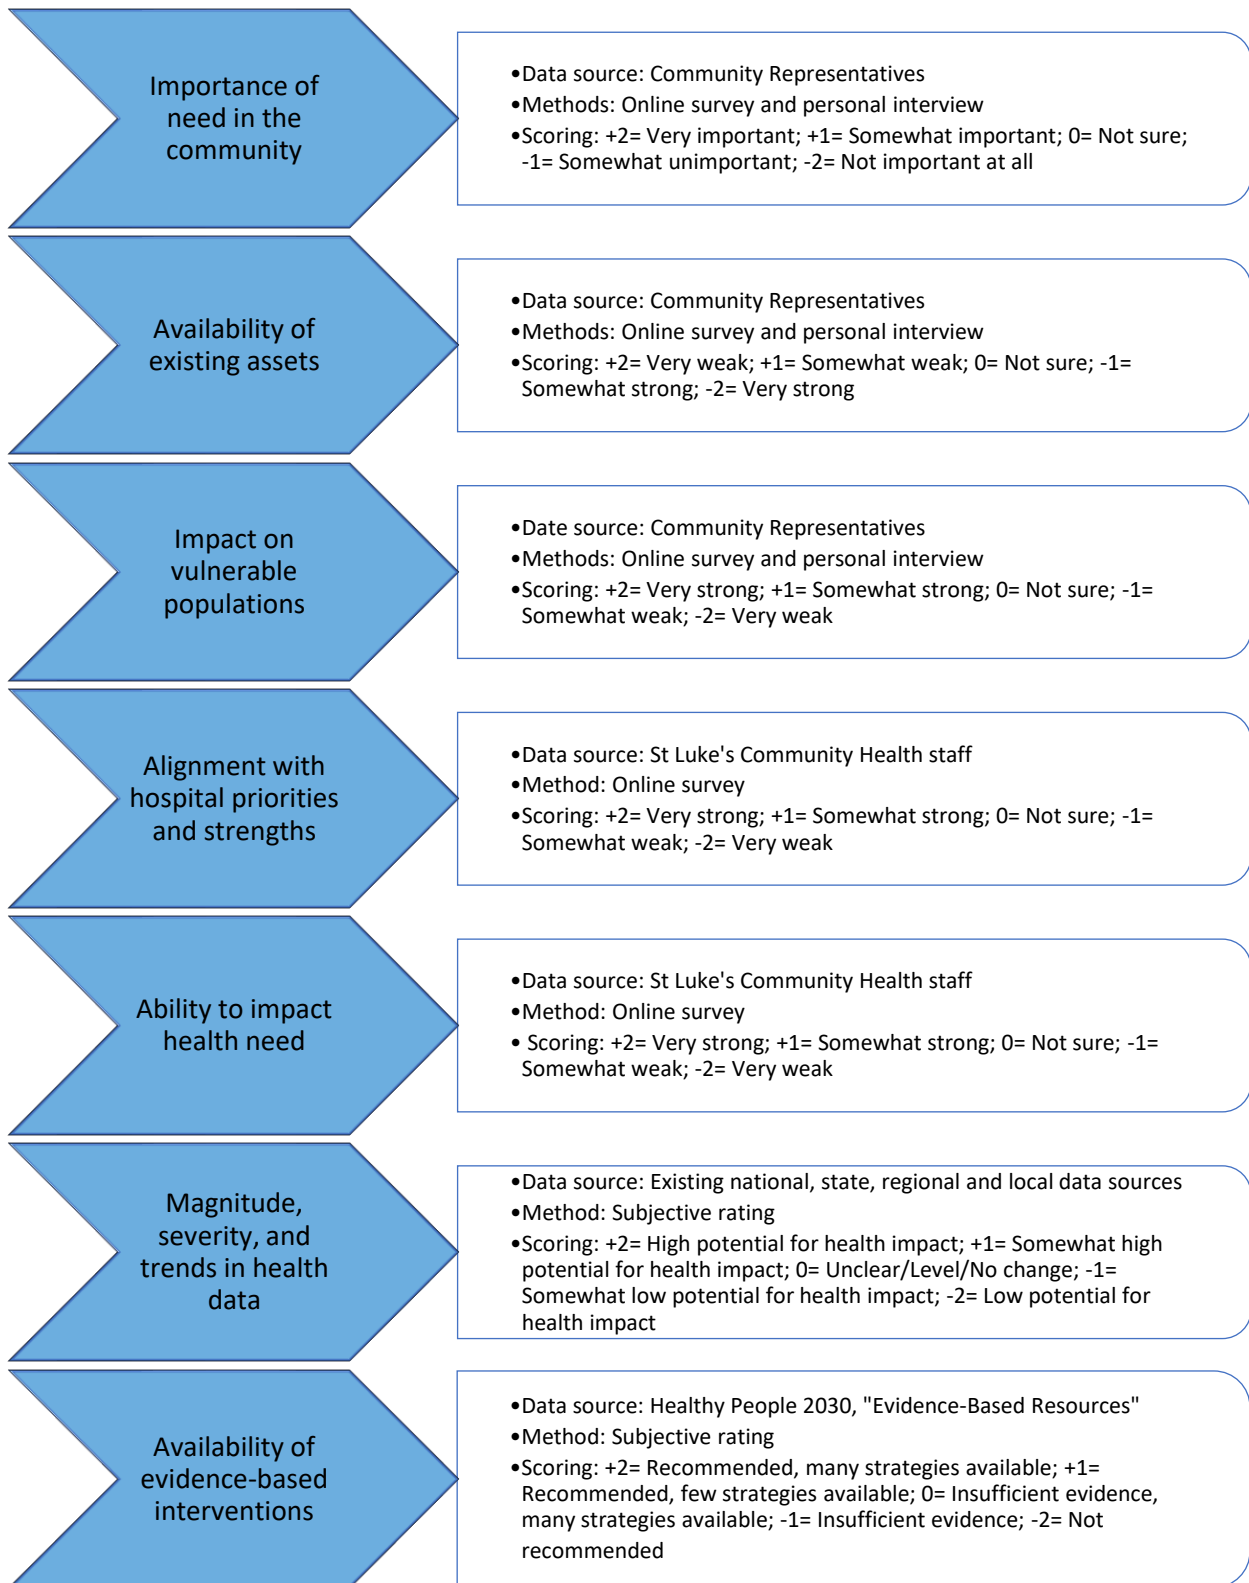 Importance of
need in the
community
•Data source: Community Representatives
•Methods: Online survey and personal interview
•Scoring: +2= Very important; +1= Somewhat important; 0= Not sure;
-1= Somewhat unimportant; -2= Not important at all
Availability of
existing assets
•Data source: Community Representatives
•Methods: Online survey and personal interview
•Scoring: +2= Very weak; +1= Somewhat weak; 0= Not sure; -1=
Somewhat strong; -2= Very strong
Impact on
vulnerable
populations
•Date source: Community Representatives
•Methods: Online survey and personal interview
•Scoring: +2= Very strong; +1= Somewhat strong; 0= Not sure; -1=
Somewhat weak; -2= Very weak
Alignment with
hospital priorities
and strengths
•Data source: St Luke's Community Health staff
•Method: Online survey
•Scoring: +2= Very strong; +1= Somewhat strong; 0= Not sure; -1=
Somewhat weak; -2= Very weak
Ability to impact
health need
•Data source: St Luke's Community Health staff
•Method: Online survey
• Scoring: +2= Very strong; +1= Somewhat strong; 0= Not sure; -1=
Somewhat weak; -2= Very weak
Magnitude,
severity, and
trends in health
data
•Data source: Existing national, state, regional and local data sources
•Method: Subjective rating
•Scoring: +2= High potential for health impact; +1= Somewhat high
potential for health impact; 0= Unclear/Level/No change; -1=
Somewhat low potential for health impact; -2= Low potential for
health impact
Availability of
evidence-based
interventions
•Data source: Healthy People 2030, "Evidence-Based Resources"
•Method: Subjective rating
•Scoring: +2= Recommended, many strategies available; +1=
Recommended, few strategies available; 0= Insufficient evidence,
many strategies available; -1= Insufficient evidence; -2= Not
recommended